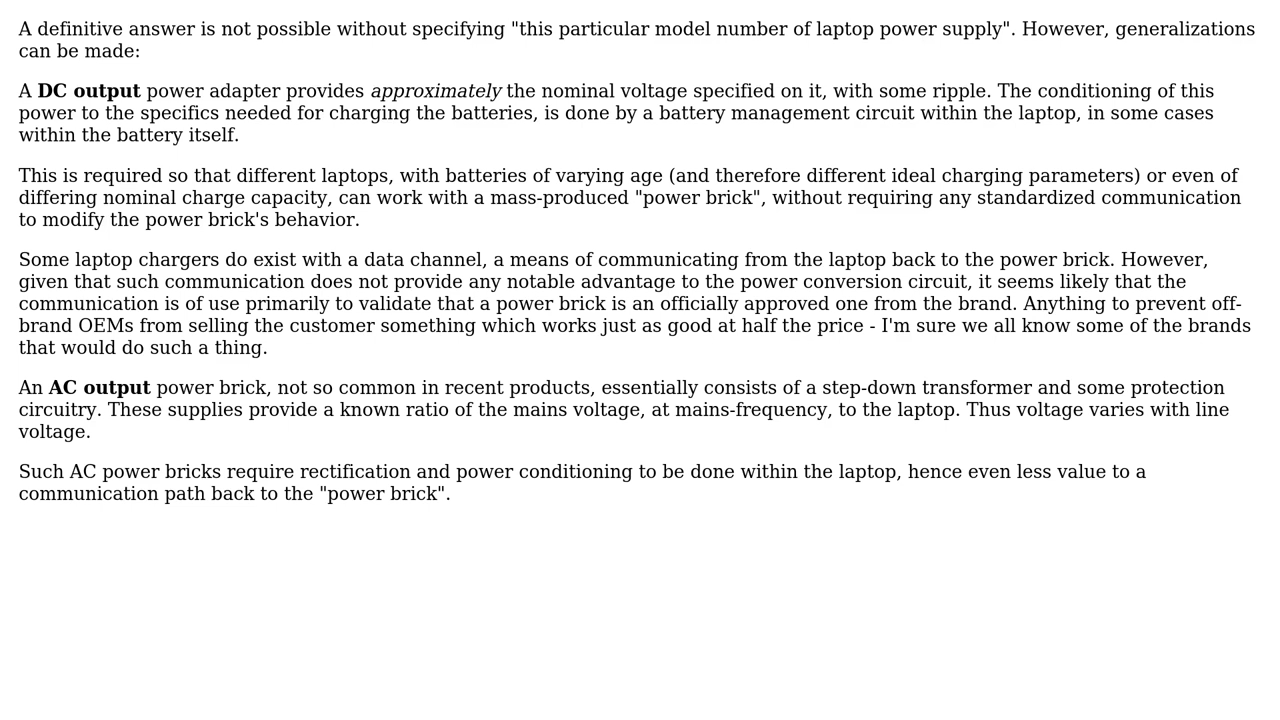 A definitive answer is not possible without specifying "this particular model number of laptop power supply". However, generalizations
can be made:
A DC output power adapter provides approximately the nominal voltage specified on it, with some ripple. The conditioning of this
power to the specifics needed for charging the batteries, is done by a battery management circuit within the laptop, in some cases
within the battery itself.
This is required so that different laptops, with batteries of varying age (and therefore different ideal charging parameters) or even of
differing nominal charge capacity, can work with a mass-produced "power brick", without requiring any standardized communication
to modify the power brick's behavior.
Some laptop chargers do exist with a data channel, a means of communicating from the laptop back to the power brick. However,
given that such communication does not provide any notable advantage to the power conversion circuit, it seems likely that the
communication is of use primarily to validate that a power brick is an officially approved one from the brand. Anything to prevent off-
brand OEMs from selling the customer something which works just as good at half the price - I'm sure we all know some of the brands
that would do such a thing.
An AC output power brick, not so common in recent products, essentially consists of a step-down transformer and some protection
circuitry. These supplies provide a known ratio of the mains voltage, at mains-frequency, to the laptop. Thus voltage varies with line
voltage.
Such AC power bricks require rectification and power conditioning to be done within the laptop, hence even less value to a
communication path back to the "power brick".